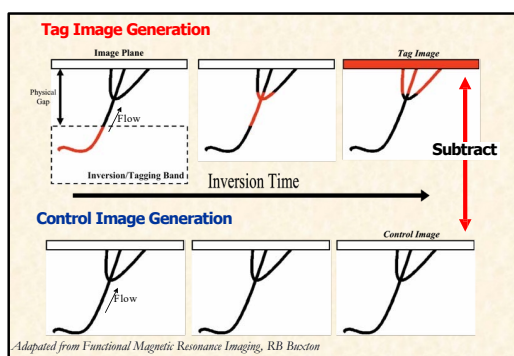 Tag Image Generation
Image Plane
Tag Image
Physical
Gap
Flow
Inversion/Tagging Band
Subtract
Inversion Time
Control Image Generation
Control Image
Flow
Adapated from Functional Magnetic Resonance Imaging, RB Buxton